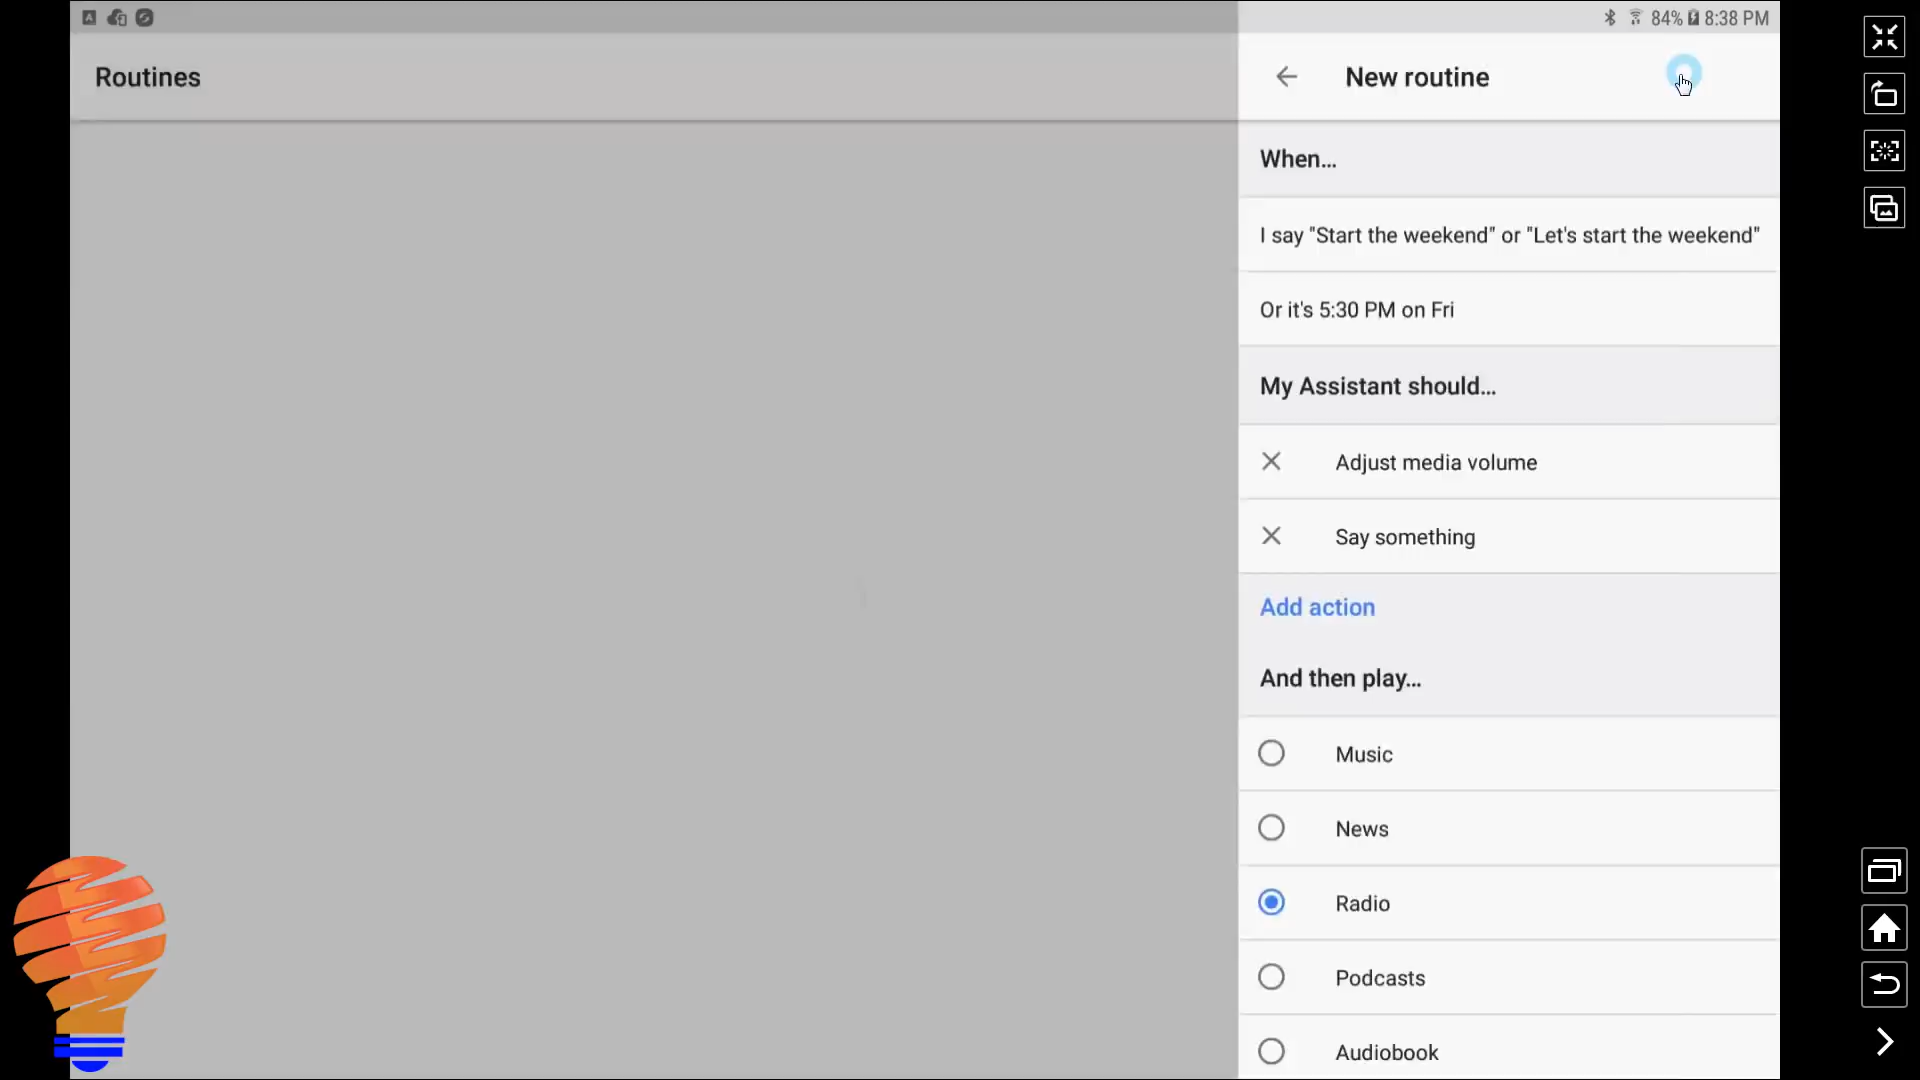 84% 8:38 PM
Routines
New routine
When...
I say "Start the weekend" or "Let's start the weekend"
Or it's 5:30 PM on Fri
My Assistant should...
Adjust media volume
Say something
Add action
And then play...
Music
News
Radio
Podcasts
Audiobook